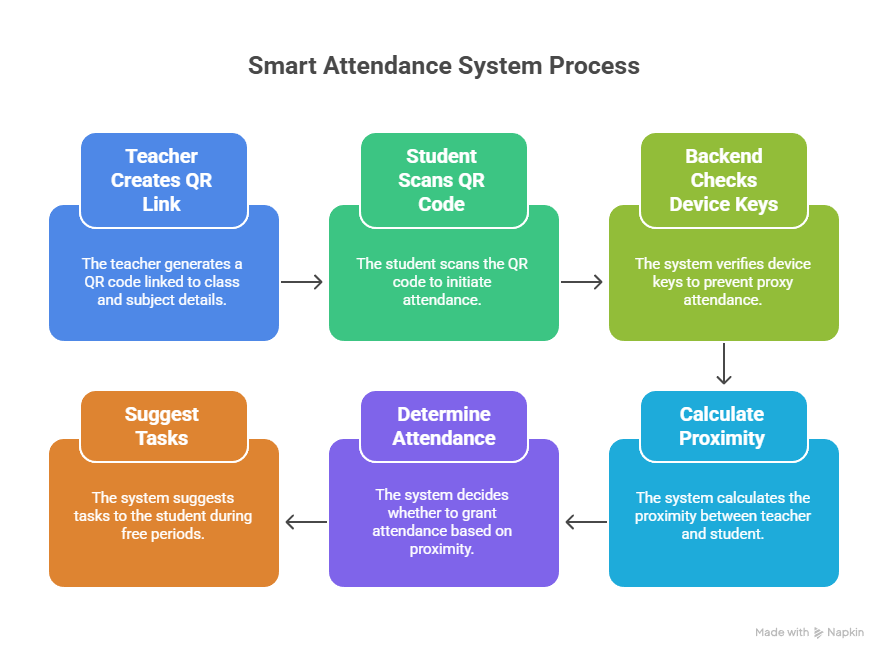 Smart Attendance System Process
Teacher
Creates QR
Link
The teacher generates a
QR code linked to class
and subject details.
Student
Scans QR
Code
The student scans the QR
code to initiate
attendance.
Backend
Checks
Device Keys
The system verifies device
keys to prevent proxy
attendance.
Calculate
Proximity
The system calculates the
proximity between teacher
and student.
Determine
Attendance
The system decides
whether to grant
attendance based on
proximity.
Suggest
Tasks
The system suggests
tasks to the student during
free periods.
Made with Napkin